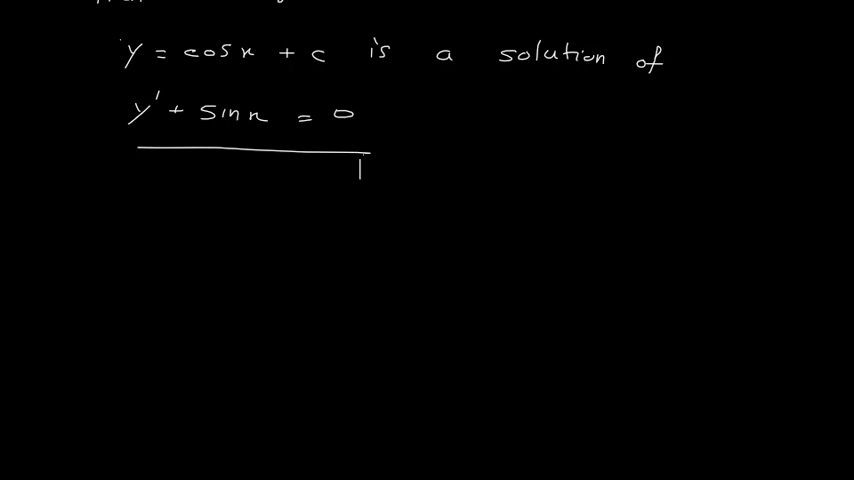 y = cos x + c is a solution of
y' + sin x = 0